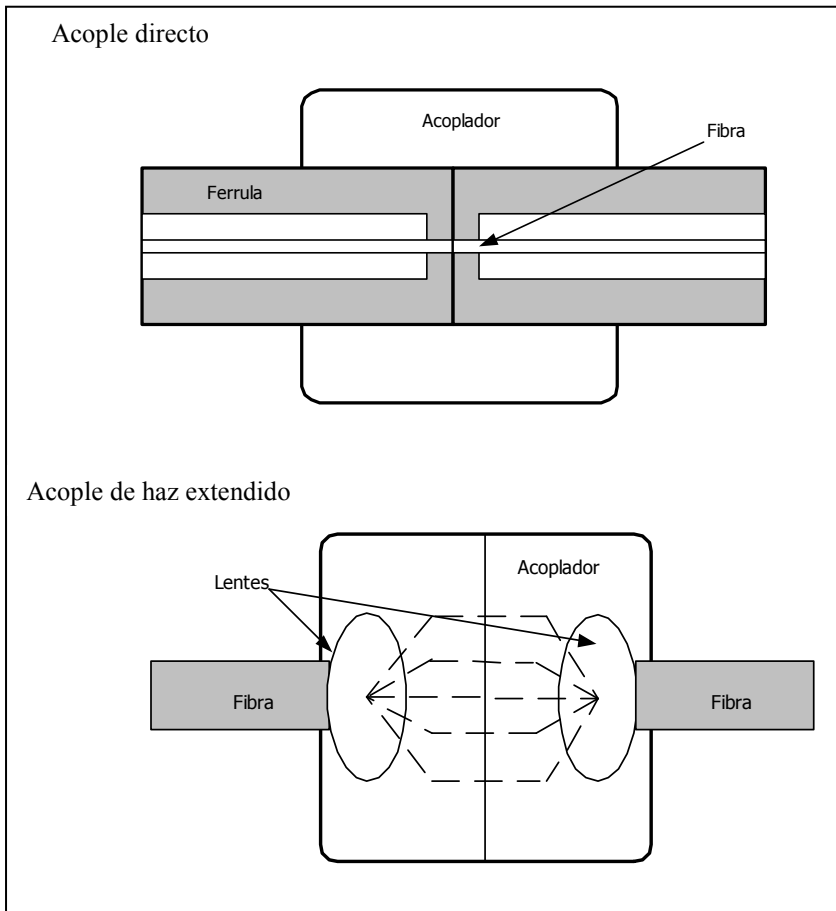 Acople directo
Acoplador
Fibra
Ferrula
Acople de haz extendido
Acoplador
Lentes
Fibra
Fibra